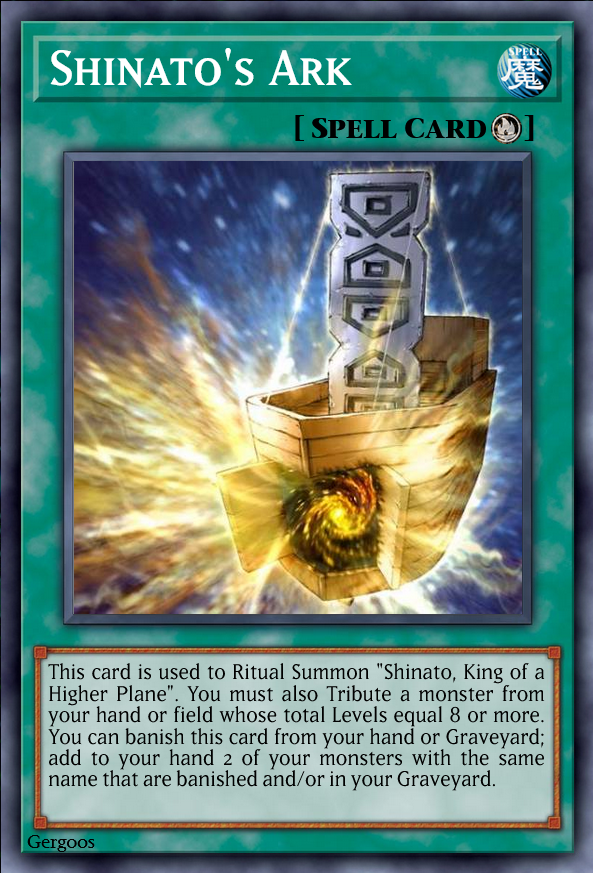 Shinato's Ark
SPELL
魔
[ Spell Card ]
This card is used to Ritual Summon "Shinato, King of a
Higher Plane". You must also Tribute a monster from
your hand or field whose total Levels equal 8 or more.
You can banish this card from your hand or Graveyard;
add to your hand 2 of your monsters with the same
name that are banished and/or in your Graveyard.
Gergoos